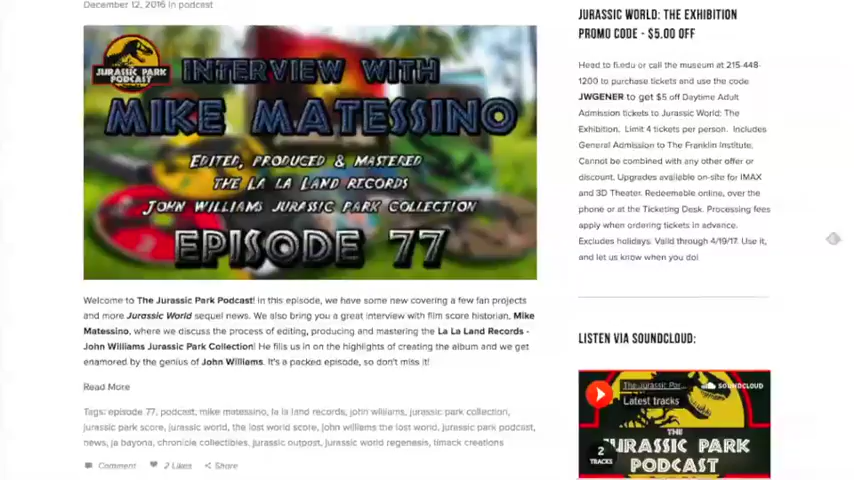 December 12, 2016 in podcast
JURASSIC PARK
PODCAST
INTERVIEW WITH
MIKE MATESSINO
EDITED, PRODUCED & MASTERED
THE LA LA LAND RECORDS
JOHN WILLIAMS JURASSIC PARK COLLECTION
EPISODE 77
Welcome to The Jurassic Park Podcast! In this episode, we have some new covering a few fan projects
and more Jurassic World sequel news. We also bring you a great interview with film score historian, Mike
Matessino, where we discuss the process of editing, producing and mastering the La La Land Records -
John Williams Jurassic Park Collection! He fills us in on the highlights of creating the album and we get
enamored by the genius of John Williams. It's a packed episode, so don't miss it!
Read More
Tags: episode 77, podcast, mike matessino, la la land records, john williams, jurassic park collection,
jurassic park score, jurassic world, the lost world score, john williams the lost world, jurassic park podcast,
news, ja bayona, chronicle collectibles, jurassic outpost, jurassic world regenesis, timack creations
Comment 2 Likes Share
JURASSIC WORLD: THE EXHIBITION
PROMO CODE - $5.00 OFF
Head to fi.edu or call the museum at 215-448-
1200 to purchase tickets and use the code
JWGENER to get $5 off Daytime Adult
Admission tickets to Jurassic World: The
Exhibition. Limit 4 tickets per person. Includes
General Admission to The Franklin Institute.
Cannot be combined with any other offer or
discount. Upgrades available on-site for IMAX
and 3D Theater. Redeemable online, over the
phone or at the Ticketing Desk. Processing fees
apply when ordering tickets in advance.
Excludes holidays. Valid through 4/19/17. Use it,
and let us know when you do!
LISTEN VIA SOUNDCLOUD:
The Jurassic Par... SOUNDCLOUD
Latest tracks
THE
JURASSIC PARK
PODCAST
2
TRACKS